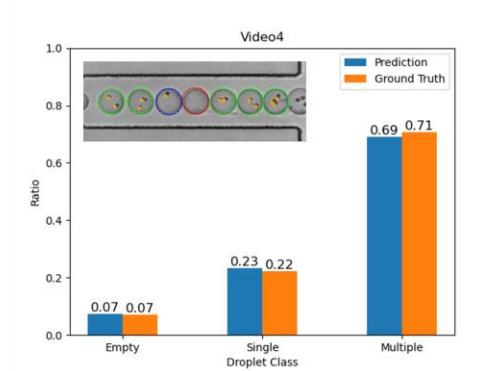 Video4
Prediction
Ground Truth
1.0
0.8
0.6
0.4
0.2
0.0
Ratio
0.07 0.07
0.23 0.22
0.69 0.71
Empty Single Multiple
Droplet Class